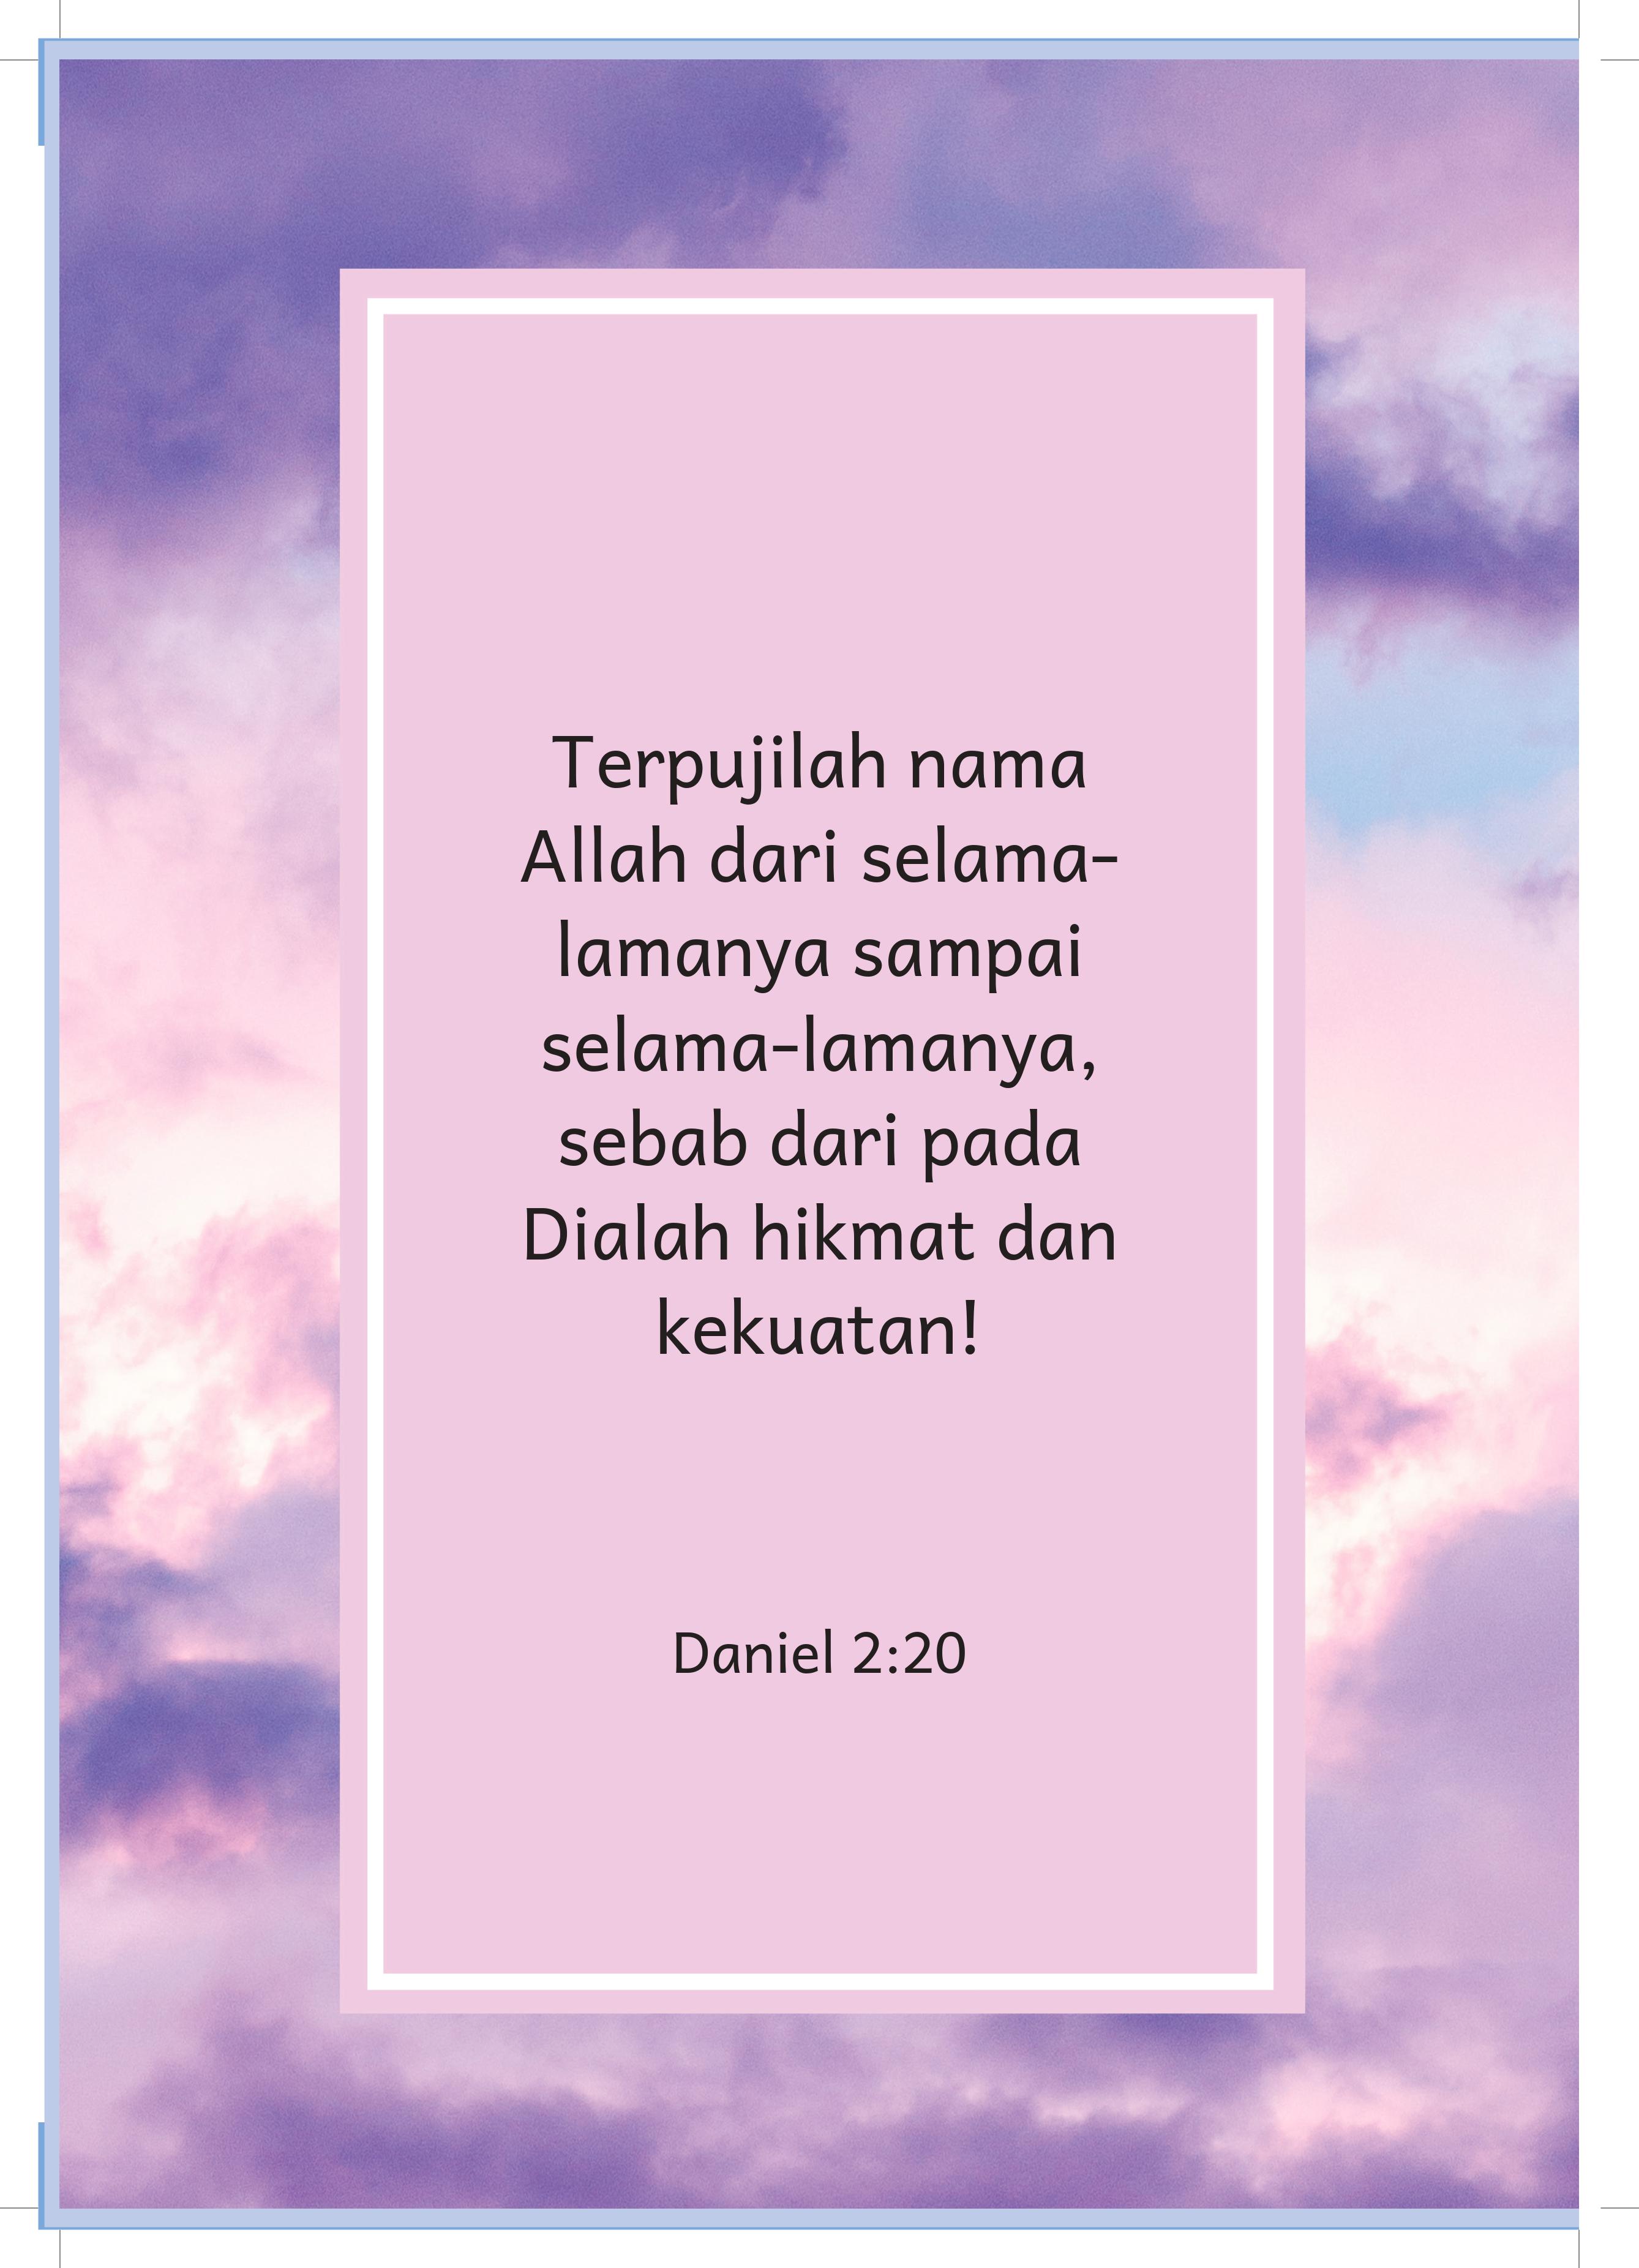 Terpujilah nama
Allah dari selama-
lamanya sampai
selama-lamanya,
sebab dari pada
Dialah hikmat dan
kekuatan!
Daniel 2:20